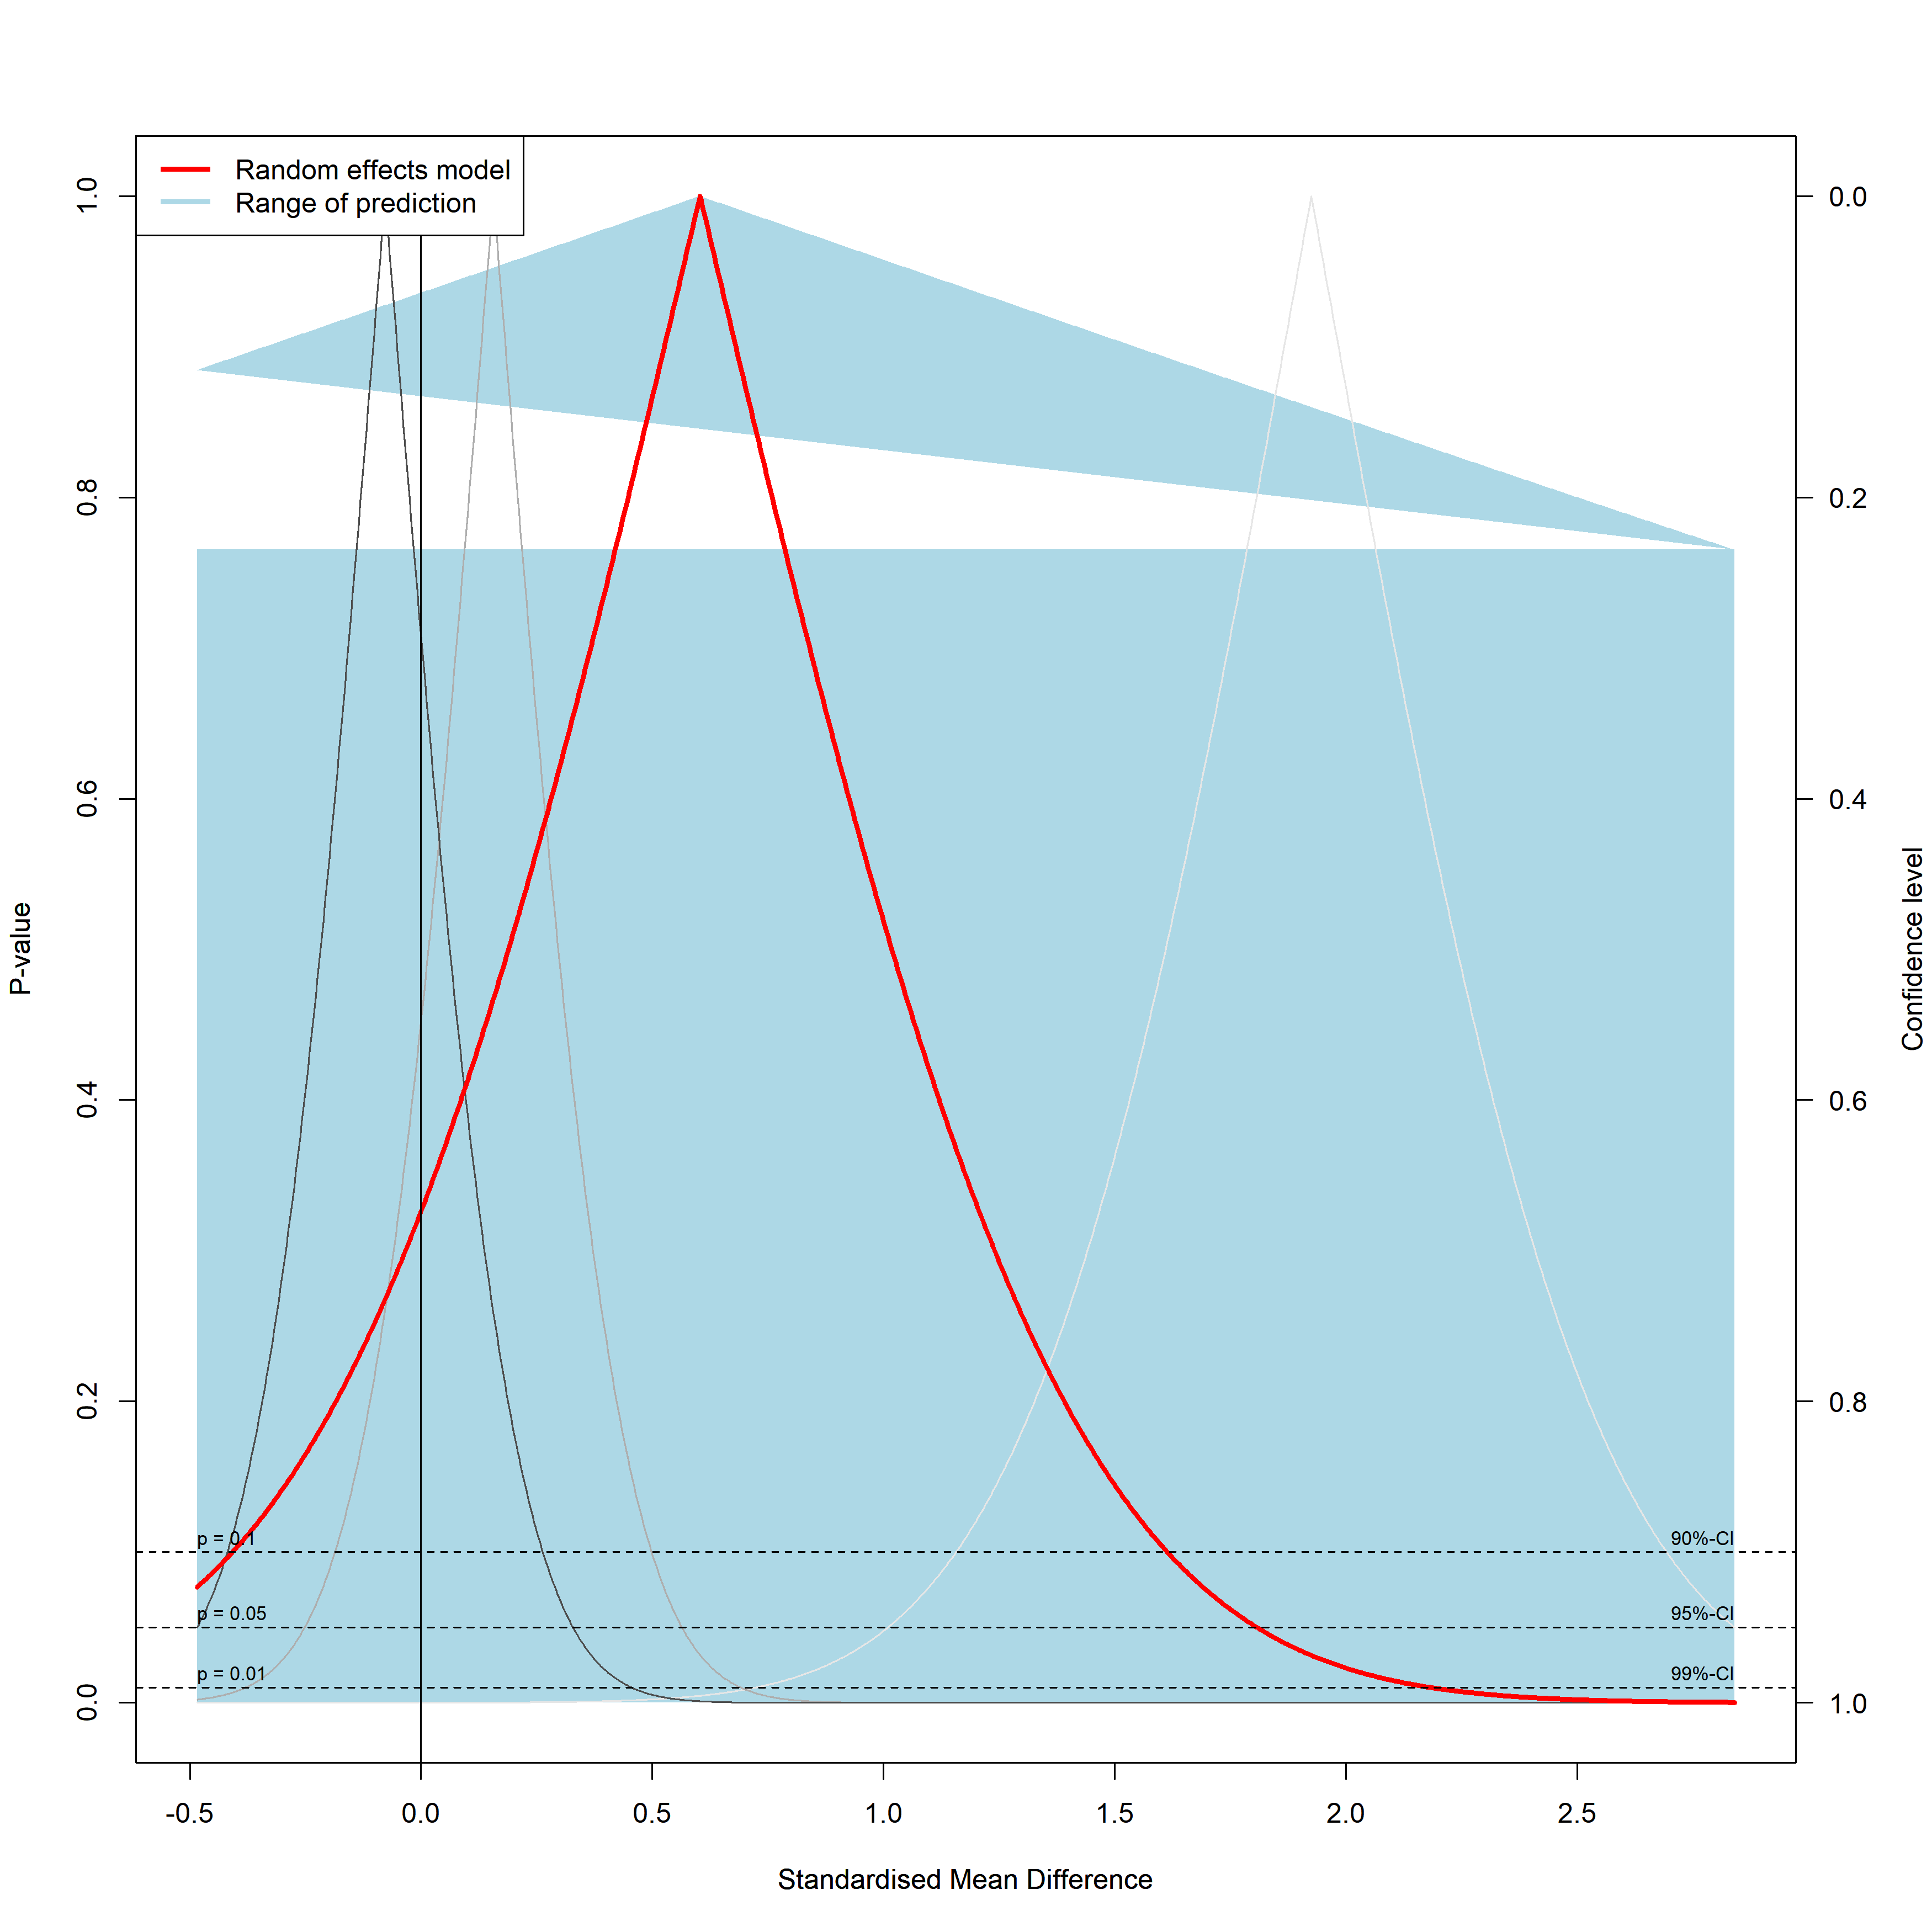 Random effects model
Range of prediction
1.0
0.8
0.6
0.4
0.2
0.0
P-value
0.0
0.2
0.4
0.6
0.8
1.0
Confidence level
p = 0.1
90%-CI
p = 0.05
95%-CI
p = 0.01
99%-CI
-0.5
0.0
0.5
1.0
1.5
2.0
2.5
Standardised Mean Difference